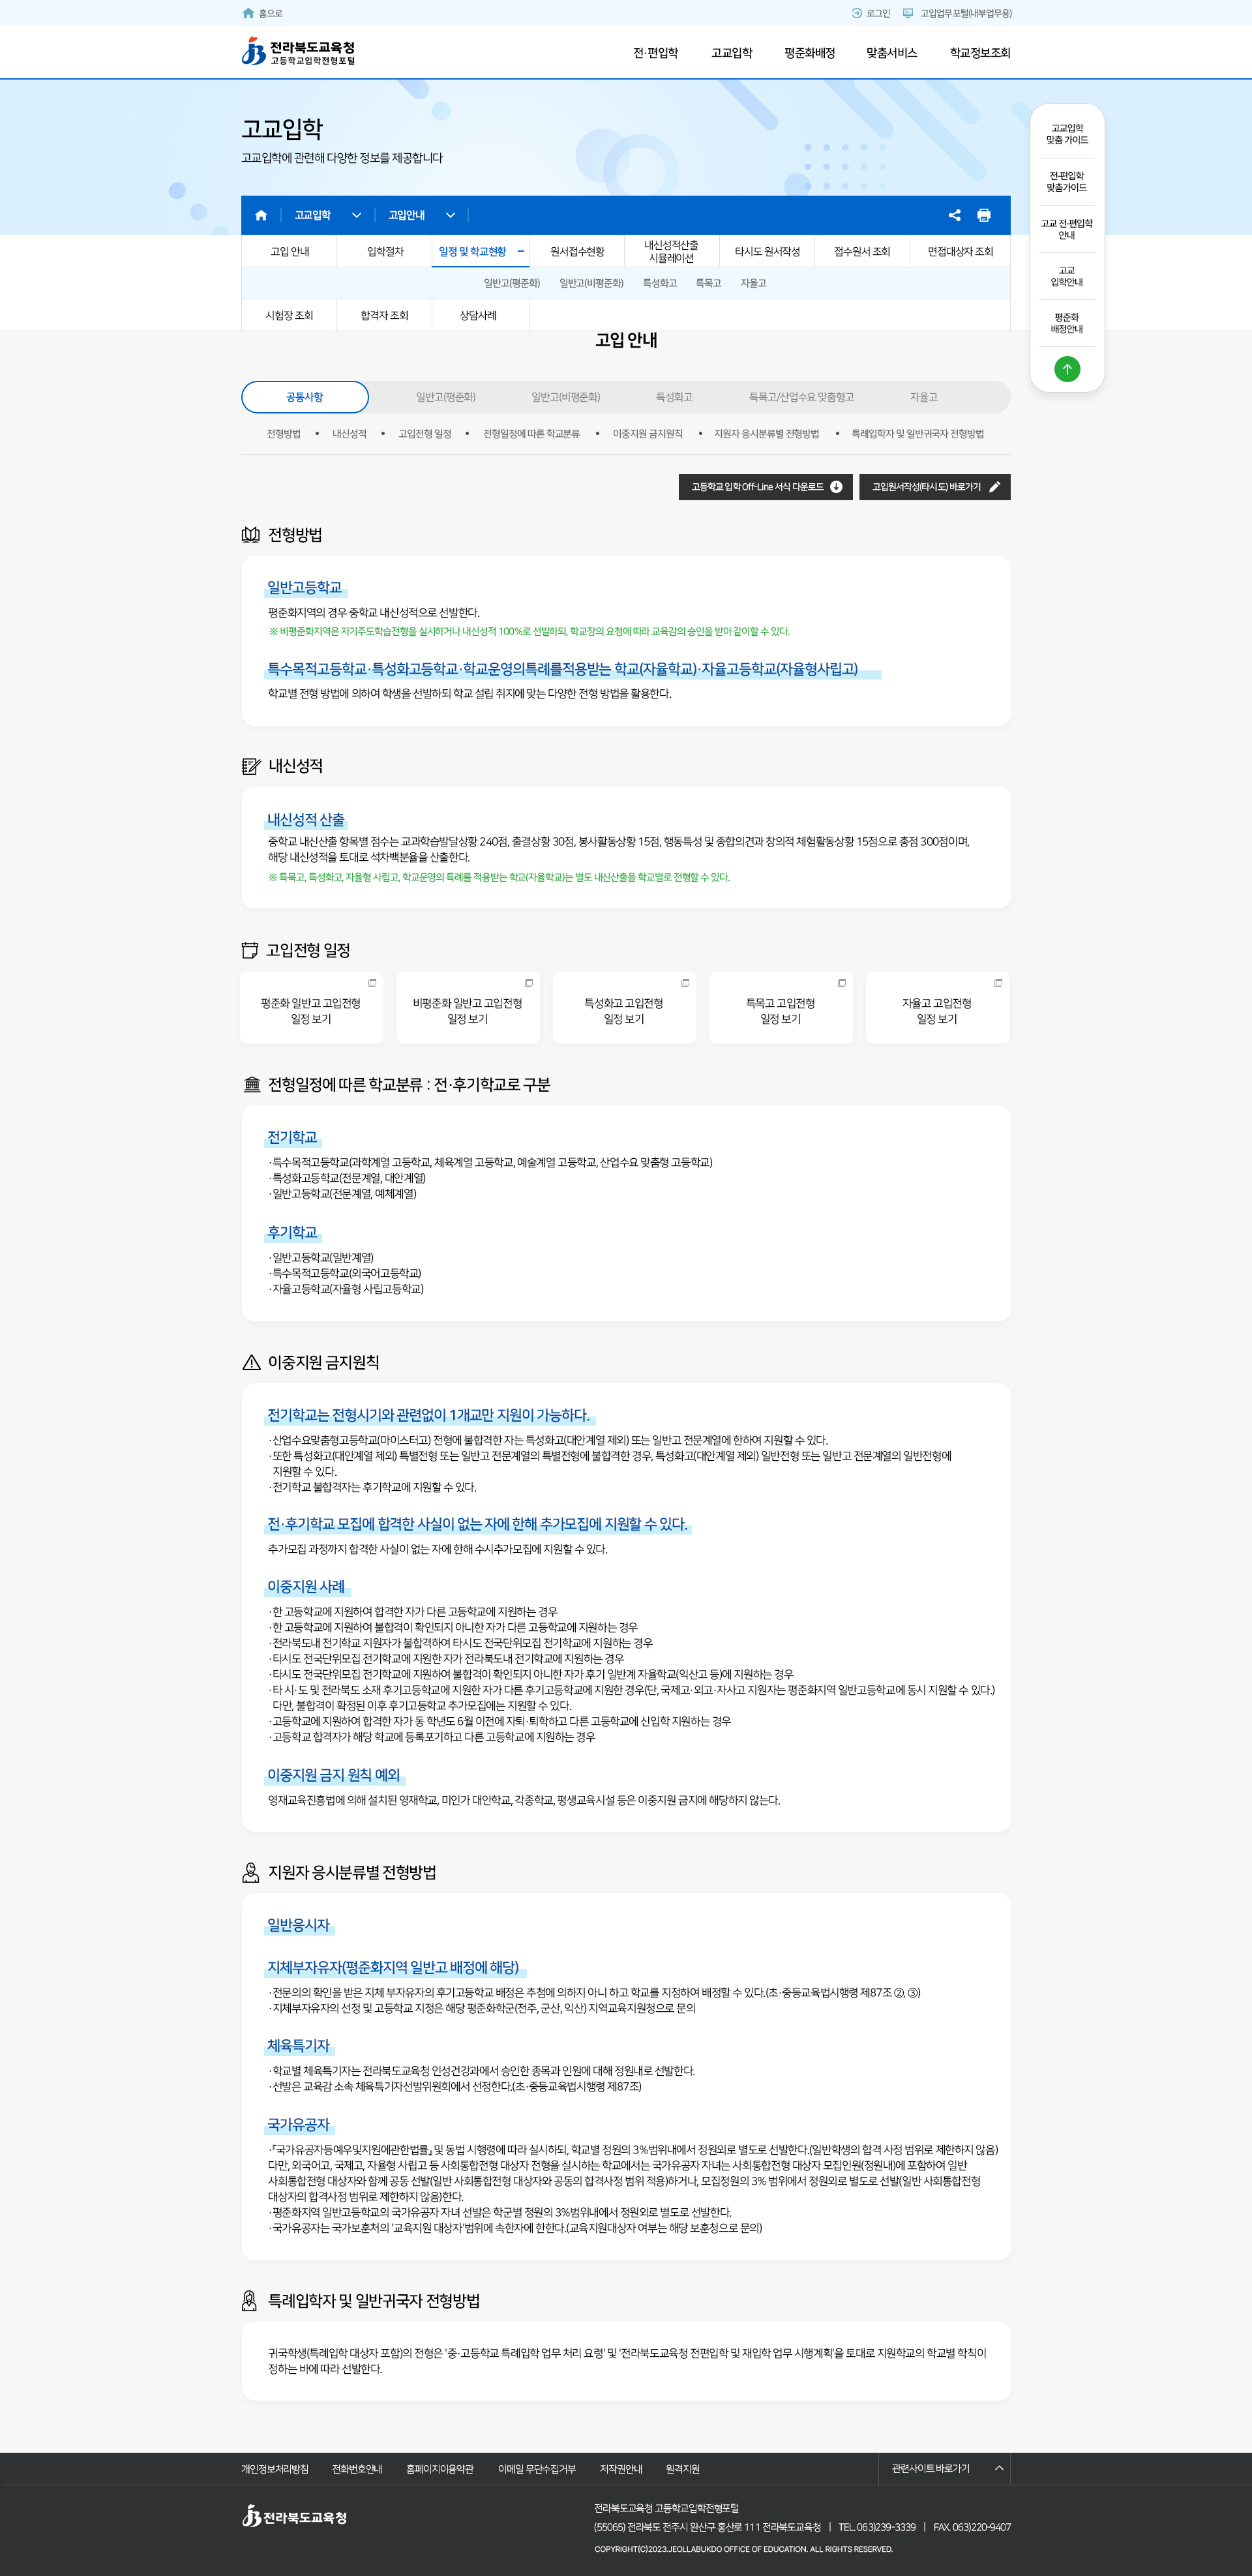 홈으로
로그인
고입업무포털(내부업무용)
전라북도교육청
고등학교입학전형포털
전·편입학
고교입학
평준화배정
맞춤서비스
학교정보조회
고교입학
고교입학에 관련해 다양한 정보를 제공합니다
고교입학
고입안내
고입 안내
입학절차
일정 및 학교현황
원서접수현황
내신성적산출
시뮬레이션
타시도 원서작성
접수원서 조회
면접대상자 조회
일반고(평준화)
일반고(비평준화)
특성화고
특목고
자율고
시험장 조회
합격자 조회
상담사례
고교입학
맞춤 가이드
전·편입학
맞춤가이드
고교 전·편입학
안내
고교
입학안내
평준화
배정안내
고입 안내
공통사항
일반고(평준화)
일반고(비평준화)
특성화고
특목고/산업수요 맞춤형고
자율고
전형방법
내신성적
고입전형 일정
전형일정에 따른 학교분류
이중지원 금지원칙
지원자 응시분류별 전형방법
특례입학자 및 일반귀국자 전형방법
고등학교 입학 Off-Line 서식 다운로드
고입원서작성(타시도) 바로가기
전형방법
일반고등학교
평준화지역의 경우 중학교 내신성적으로 선발한다.
※ 비평준화지역은 자기주도학습전형을 실시하거나 내신성적 100%로 선발하되, 학교장의 요청에 따라 교육감의 승인을 받아 같이할 수 있다.
특수목적고등학교·특성화고등학교·학교운영의특례를적용받는 학교(자율학교)·자율고등학교(자율형사립고)
학교별 전형 방법에 의하여 학생을 선발하되 학교 설립 취지에 맞는 다양한 전형 방법을 활용한다.
내신성적
내신성적 산출
중학교 내신산출 항목별 점수는 교과학습발달상황 240점, 출결상황 30점, 봉사활동상황 15점, 행동특성 및 종합의견과 창의적 체험활동상황 15점으로 총점 300점이며,
해당 내신성적을 토대로 석차백분율을 산출한다.
※ 특목고, 특성화고, 자율형 사립고, 학교운영의 특례를 적용받는 학교(자율학교)는 별도 내신산출을 학교별로 전형할 수 있다.
고입전형 일정
평준화 일반고 고입전형
일정 보기
비평준화 일반고 고입전형
일정 보기
특성화고 고입전형
일정 보기
특목고 고입전형
일정 보기
자율고 고입전형
일정 보기
전형일정에 따른 학교분류 : 전·후기학교로 구분
전기학교
·특수목적고등학교(과학계열 고등학교, 체육계열 고등학교, 예술계열 고등학교, 산업수요 맞춤형 고등학교)
·특성화고등학교(전문계열, 대안계열)
·일반고등학교(전문계열, 예체계열)
후기학교
·일반고등학교(일반계열)
·특수목적고등학교(외국어고등학교)
·자율고등학교(자율형 사립고등학교)
이중지원 금지원칙
전기학교는 전형시기와 관련없이 1개교만 지원이 가능하다.
·산업수요맞춤형고등학교(마이스터고) 전형에 불합격한 자는 특성화고(대안계열 제외) 또는 일반고 전문계열에 한하여 지원할 수 있다.
·또한 특성화고(대안계열 제외) 특별전형 또는 일반고 전문계열의 특별전형에 불합격한 경우, 특성화고(대안계열 제외) 일반전형 또는 일반고 전문계열의 일반전형에
지원할 수 있다.
·전기학교 불합격자는 후기학교에 지원할 수 있다.
전·후기학교 모집에 합격한 사실이 없는 자에 한해 추가모집에 지원할 수 있다.
추가모집 과정까지 합격한 사실이 없는 자에 한해 수시추가모집에 지원할 수 있다.
이중지원 사례
·한 고등학교에 지원하여 합격한 자가 다른 고등학교에 지원하는 경우
·한 고등학교에 지원하여 불합격이 확인되지 아니한 자가 다른 고등학교에 지원하는 경우
·전라북도내 전기학교 지원자가 불합격하여 타시도 전국단위모집 전기학교에 지원하는 경우
·타시도 전국단위모집 전기학교에 지원한 자가 전라북도내 전기학교에 지원하는 경우
·타시도 전국단위모집 전기학교에 지원하여 불합격이 확인되지 아니한 자가 후기 일반계 자율학교(익산고 등)에 지원하는 경우
·타 시·도 및 전라북도 소재 후기고등학교에 지원한 자가 다른 후기고등학교에 지원한 경우(단, 국제고·외고·자사고 지원자는 평준화지역 일반고등학교에 동시 지원할 수 있다.)
다만, 불합격이 확정된 이후 후기고등학교 추가모집에는 지원할 수 있다.
·고등학교에 지원하여 합격한 자가 동 학년도 6월 이전에 자퇴·퇴학하고 다른 고등학교에 신입학 지원하는 경우
·고등학교 합격자가 해당 학교에 등록포기하고 다른 고등학교에 지원하는 경우
이중지원 금지 원칙 예외
영재교육진흥법에 의해 설치된 영재학교, 미인가 대안학교, 각종학교, 평생교육시설 등은 이중지원 금지에 해당하지 않는다.
지원자 응시분류별 전형방법
일반응시자
지체부자유자(평준화지역 일반고 배정에 해당)
·전문의의 확인을 받은 지체 부자유자의 후기고등학교 배정은 추첨에 의하지 아니 하고 학교를 지정하여 배정할 수 있다.(초·중등교육법시행령 제87조 ②, ③)
·지체부자유자의 선정 및 고등학교 지정은 해당 평준화학군(전주, 군산, 익산) 지역교육지원청으로 문의
체육특기자
·학교별 체육특기자는 전라북도교육청 인성건강과에서 승인한 종목과 인원에 대해 정원내로 선발한다.
·선발은 교육감 소속 체육특기자선발위원회에서 선정한다.(초·중등교육법시행령 제87조)
국가유공자
·『국가유공자등예우및지원에관한법률』 및 동법 시행령에 따라 실시하되, 학교별 정원의 3%범위내에서 정원외로 별도로 선발한다.(일반학생의 합격 사정 범위로 제한하지 않음)
다만, 외국어고, 국제고, 자율형 사립고 등 사회통합전형 대상자 전형을 실시하는 학교에서는 국가유공자 자녀는 사회통합전형 대상자 모집인원(정원내)에 포함하여 일반
사회통합전형 대상자와 함께 공동 선발(일반 사회통합전형 대상자와 공동의 합격사정 범위 적용)하거나, 모집정원의 3% 범위에서 정원외로 별도로 선발(일반 사회통합전형
대상자의 합격사정 범위로 제한하지 않음)한다.
·평준화지역 일반고등학교의 국가유공자 자녀 선발은 학군별 정원의 3%범위내에서 정원외로 별도로 선발한다.
·국가유공자는 국가보훈처의 '교육지원 대상자'범위에 속한자에 한한다.(교육지원대상자 여부는 해당 보훈청으로 문의)
특례입학자 및 일반귀국자 전형방법
귀국학생(특례입학 대상자 포함)의 전형은 '중·고등학교 특례입학 업무 처리 요령' 및 '전라북도교육청 전편입학 및 재입학 업무 시행계획'을 토대로 지원학교의 학교별 학칙이
정하는 바에 따라 선발한다.
개인정보처리방침
전화번호안내
홈페이지이용약관
이메일 무단수집거부
저작권안내
원격지원
관련사이트 바로가기
전라북도교육청
전라북도교육청 고등학교입학전형포털
(55065) 전라북도 전주시 완산구 홍산로 111 전라북도교육청 | TEL. 063)239-3339 | FAX. 063)220-9407
COPYRIGHT(C)2023.JEOLLABUKDO OFFICE OF EDUCATION. ALL RIGHTS RESERVED.